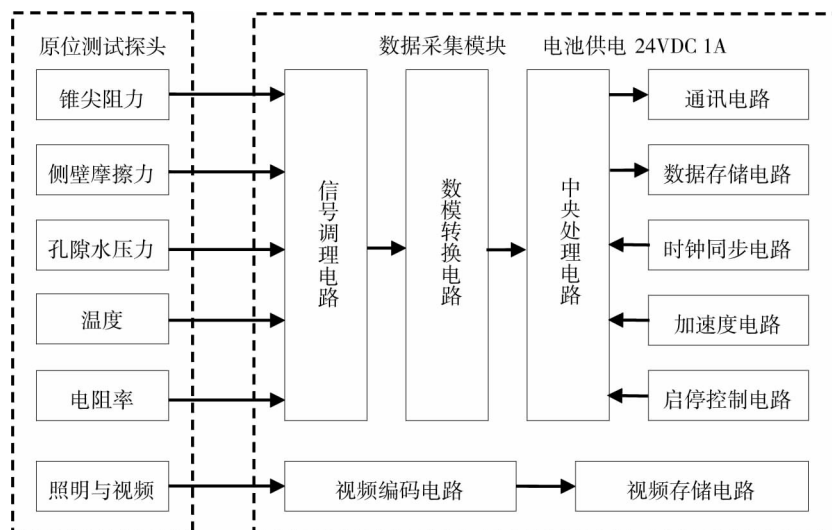 原位测试探头
数据采集模块
电池供电 24VDC 1A
锥尖阻力
侧壁摩擦力
孔隙水压力
温度
电阻率
照明与视频
信号调理电路
数模转换电路
中央处理电路
通讯电路
数据存储电路
时钟同步电路
加速度电路
启停控制电路
视频编码电路
视频存储电路